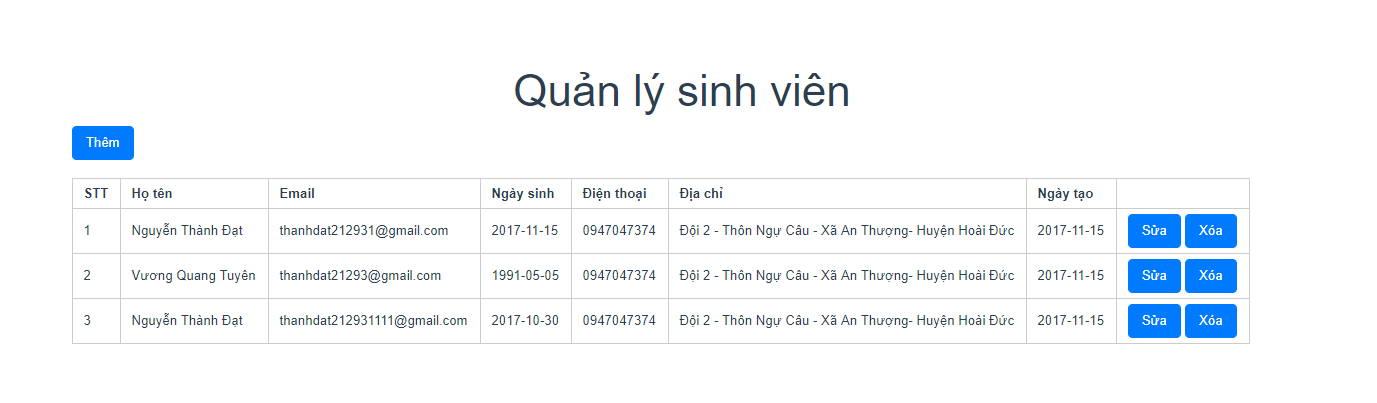 Quản lý sinh viên
Thêm
STT Họ tên Email Ngày sinh Điện thoại Địa chỉ Ngày tạo
1 Nguyễn Thành Đạt thanhdat212931@gmail.com 2017-11-15 0947047374 Đội 2 - Thôn Ngự Câu - Xã An Thượng- Huyện Hoài Đức 2017-11-15 Sửa Xóa
2 Vương Quang Tuyên thanhdat21293@gmail.com 1991-05-05 0947047374 Đội 2 - Thôn Ngự Câu - Xã An Thượng- Huyện Hoài Đức 2017-11-15 Sửa Xóa
3 Nguyễn Thành Đạt thanhdat212931111@gmail.com 2017-10-30 0947047374 Đội 2 - Thôn Ngự Câu - Xã An Thượng- Huyện Hoài Đức 2017-11-15 Sửa Xóa